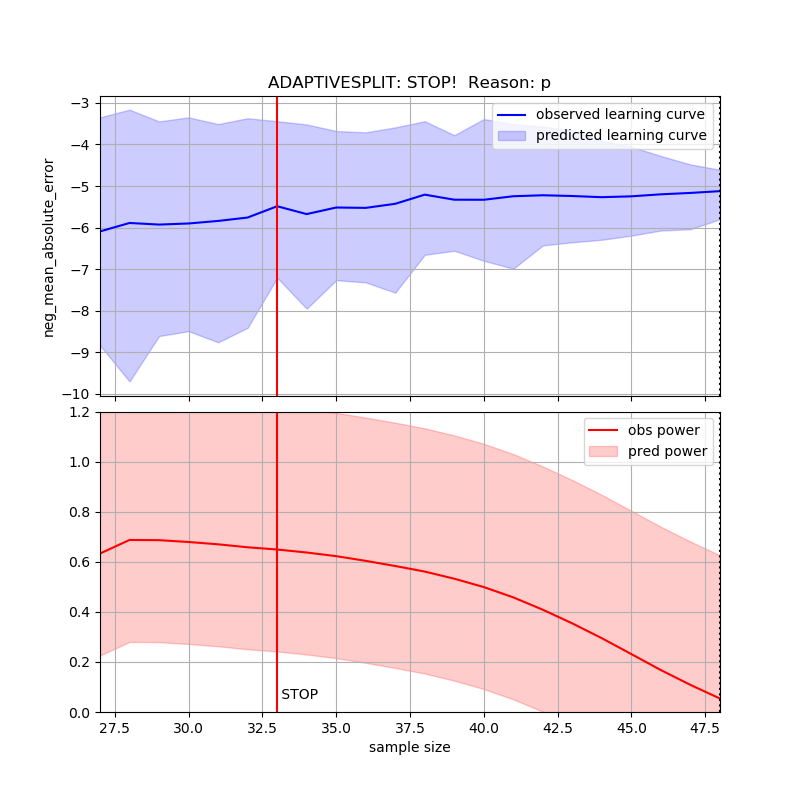 ADAPTIVESPLIT: STOP!  Reason: p
observed learning curve
predicted learning curve
neg_mean_absolute_error
−3
−4
−5
−6
−7
−8
−9
−10
obs power
pred power
1.2
1.0
0.8
0.6
0.4
0.2
0.0
STOP
27.5 30.0 32.5 35.0 37.5 40.0 42.5 45.0 47.5
sample size